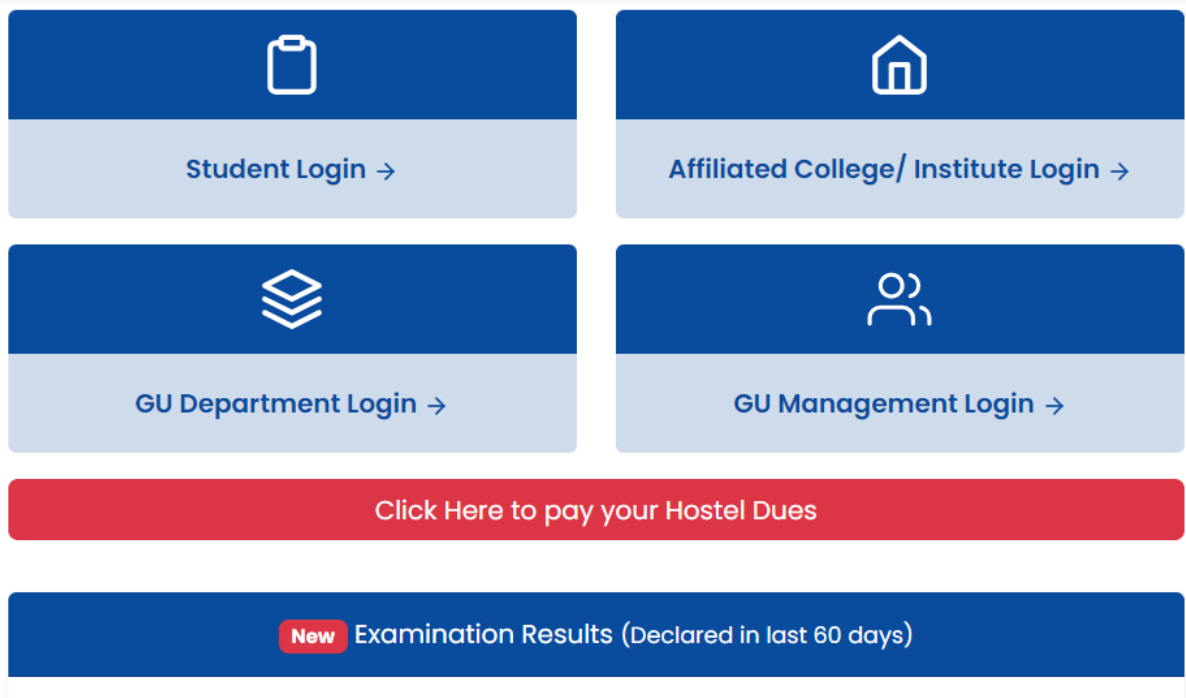 Student Login →
Affiliated College/ Institute Login →
GU Department Login →
GU Management Login →
Click Here to pay your Hostel Dues
New Examination Results (Declared in last 60 days)